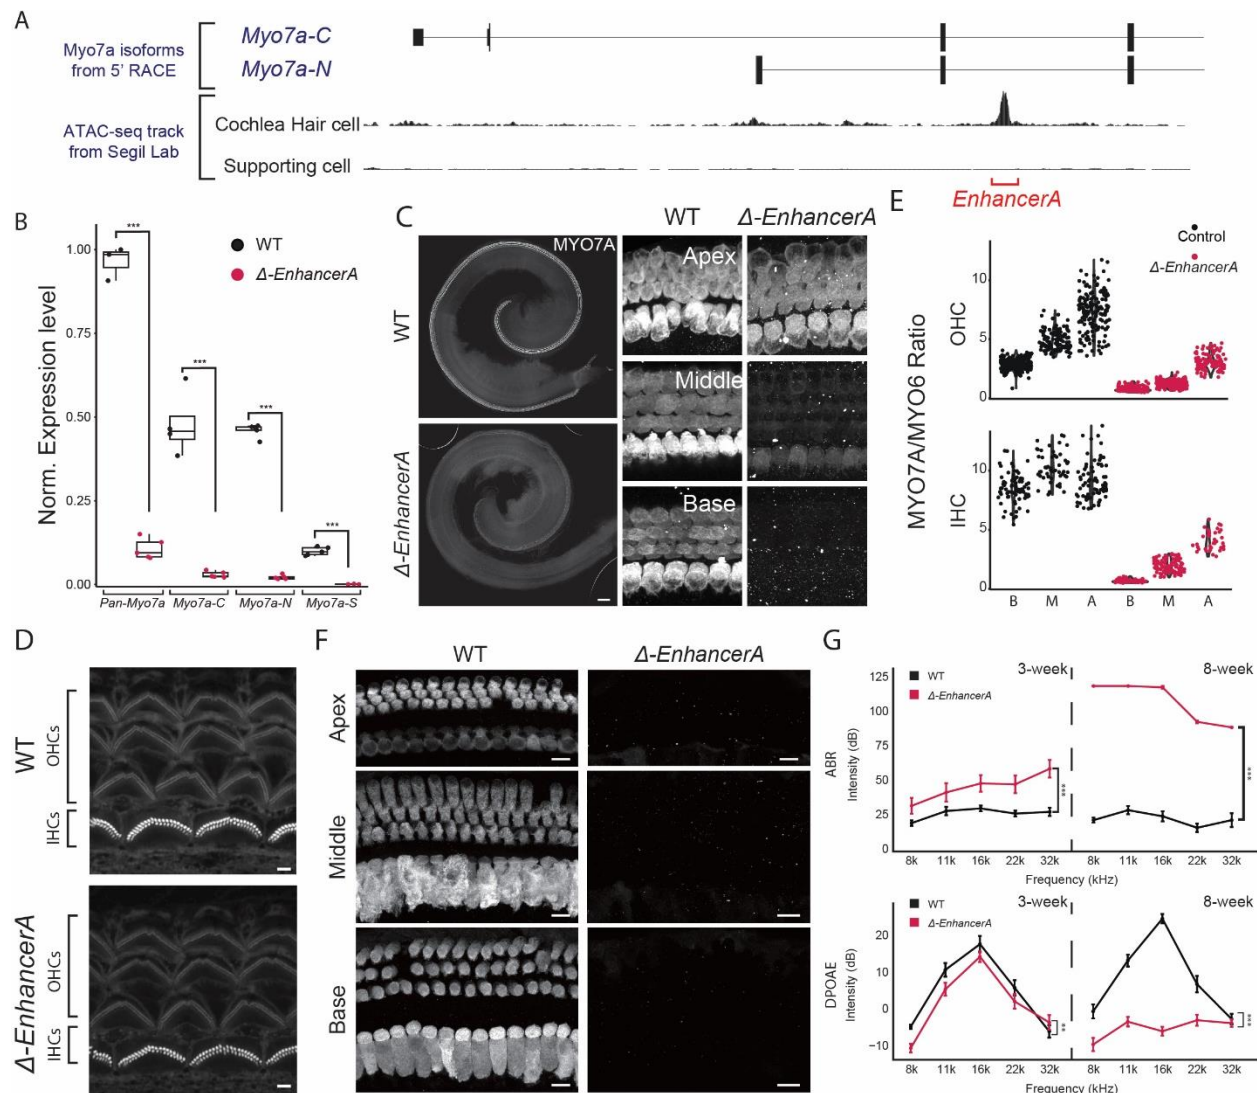 A
Myo7a isoforms
from 5' RACE
Myo7a-C
Myo7a-N
ATAC-seq track
from Segil Lab
Cochlea Hair cell
Supporting cell
EnhancerA
B
Norm. Expression level
1.00
0.75
0.50
0.25
0.00
***
***
***
***
WT
Δ-EnhancerA
Pan-Myo7a
Myo7a-C
Myo7a-N
Myo7a-S
C
WT
Δ-EnhancerA
MYO7A
WT
Δ-EnhancerA
Apex
Middle
Base
E
Control
Δ-EnhancerA
MYO7A/MYO6 Ratio
OHC
10
5
0
IHC
10
5
0
B M A B M A
D
WT
OHCs
IHCs
Δ-EnhancerA
OHCs
IHCs
F
WT
Δ-EnhancerA
Apex
Middle
Base
G
WT
Δ-EnhancerA
3-week
8-week
ABR
Intensity (dB)
125
100
75
50
25
0
***
***
8k 11k 16k 22k 32k 8k 11k 16k 22k 32k
Frequency (kHz)
Frequency (kHz)
WT
Δ-EnhancerA
3-week
8-week
DPOAE
Intensity (dB)
20
10
0
−10
**
***
8k 11k 16k 22k 32k 8k 11k 16k 22k 32k
Frequency (kHz)
Frequency (kHz)